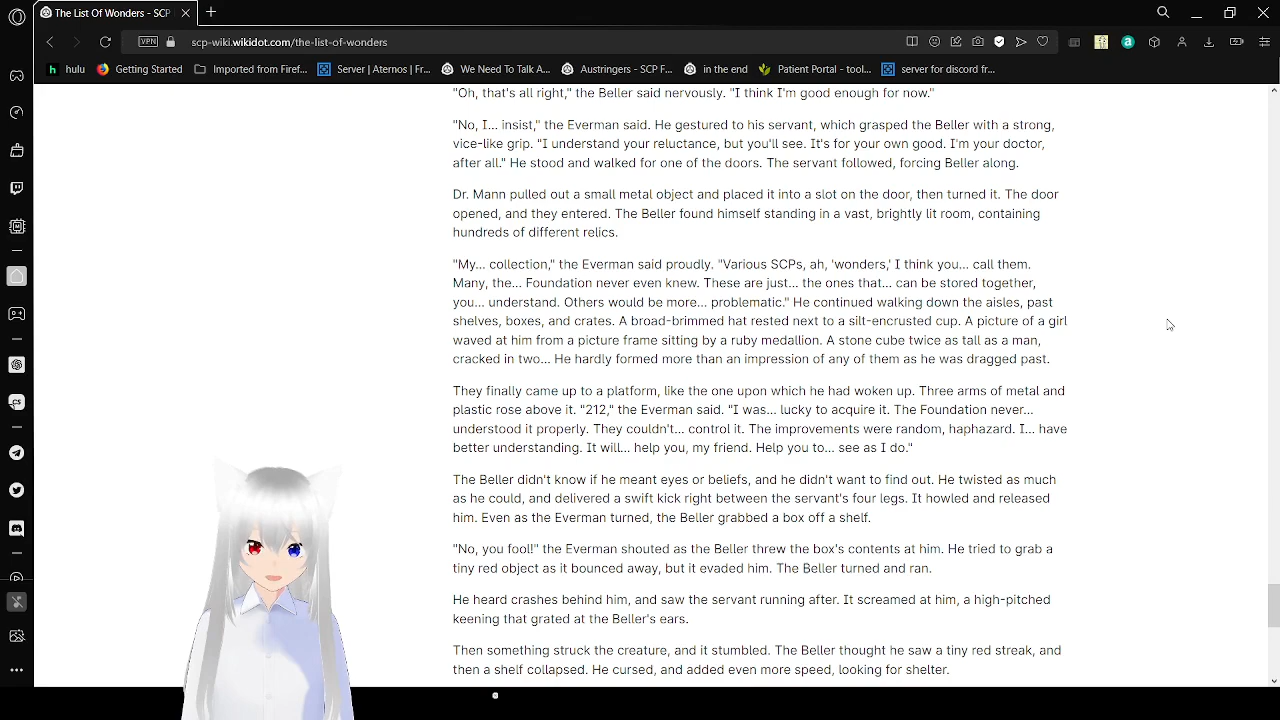 The List Of Wonders - SCP
VPN
scp-wiki.wikidot.com/the-list-of-wonders
hulu
Getting Started
Imported from Firef...
Server | Aternos | Fr...
We Need To Talk A...
Austringers - SCP F...
in the end
Patient Portal - tool...
server for discord fr...
"Oh, that's all right," the Beller said nervously. "I think I'm good enough for now."
"No, I... insist," the Everman said. He gestured to his servant, which grasped the Beller with a strong,
vice-like grip. "I understand your reluctance, but you'll see. It's for your own good. I'm your doctor,
after all." He stood and walked for one of the doors. The servant followed, forcing Beller along.
Dr. Mann pulled out a small metal object and placed it into a slot on the door, then turned it. The door
opened, and they entered. The Beller found himself standing in a vast, brightly lit room, containing
hundreds of different relics.
"My... collection," the Everman said proudly. "Various SCPs, ah, 'wonders,' I think you... call them.
Many, the... Foundation never even knew. These are just... the ones that... can be stored together,
you... understand. Others would be more... problematic." He continued walking down the aisles, past
shelves, boxes, and crates. A broad-brimmed hat rested next to a silt-encrusted cup. A picture of a girl
waved at him from a picture frame sitting by a ruby medallion. A stone cube twice as tall as a man,
cracked in two... He hardly formed more than an impression of any of them as he was dragged past.
They finally came up to a platform, like the one upon which he had woken up. Three arms of metal and
plastic rose above it. "212," the Everman said. "I was... lucky to acquire it. The Foundation never...
understood it properly. They couldn't... control it. The improvements were random, haphazard. I... have
better understanding. It will... help you, my friend. Help you to... see as I do."
The Beller didn't know if he meant eyes or beliefs, and he didn't want to find out. He twisted as much
as he could, and delivered a swift kick right between the servant's four legs. It howled and released
him. Even as the Everman turned, the Beller grabbed a box off a shelf.
"No, you fool!" the Everman shouted as the Beller threw the box's contents at him. He tried to grab a
tiny red object as it bounced away, but it evaded him. The Beller turned and ran.
He heard crashes behind him, and saw the servant running after. It screamed at him, a high-pitched
keening that grated at the Beller's ears.
Then something struck the creature, and it stumbled. The Beller thought he saw a tiny red streak, and
then a shelf collapsed. He cursed, and added even more speed, looking for shelter.